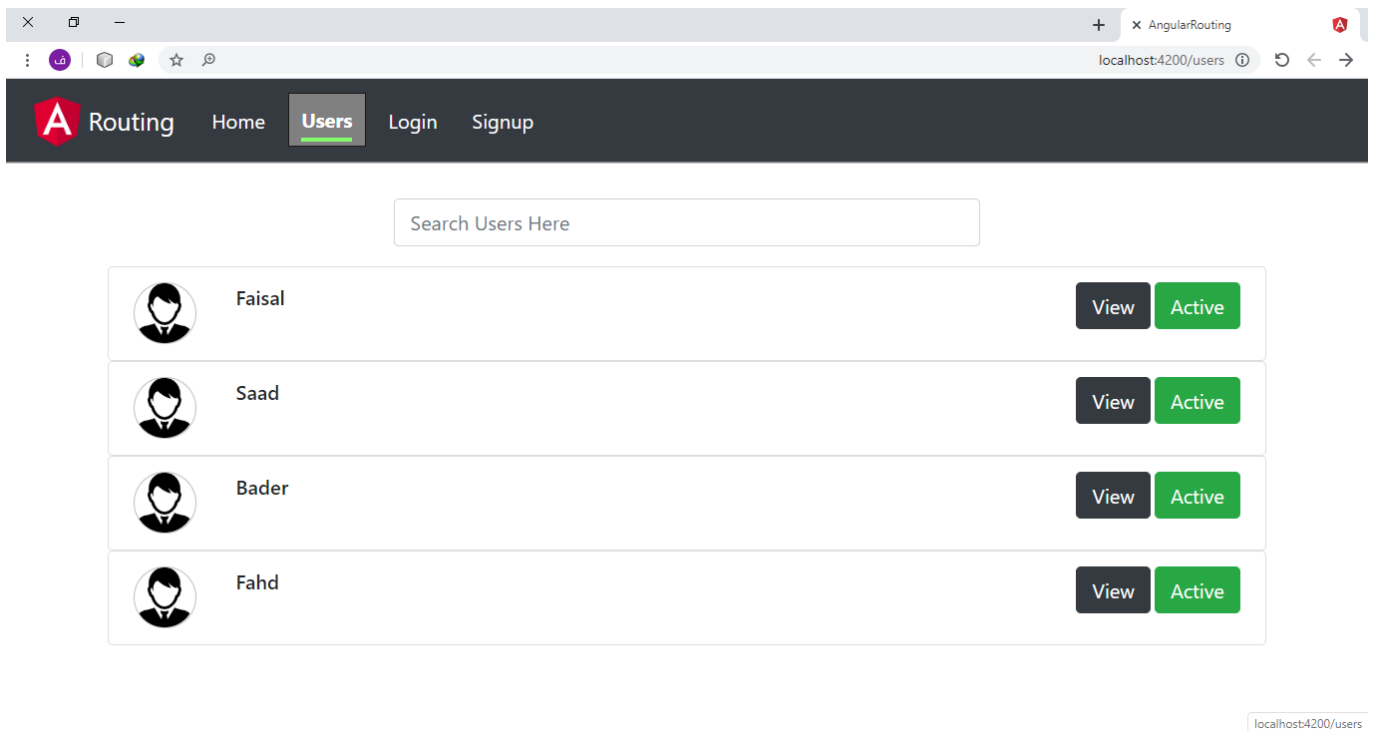 AngularRouting
localhost:4200/users
Routing Home Users Login Signup
Search Users Here
Faisal View Active
Saad View Active
Bader View Active
Fahd View Active
localhost:4200/users